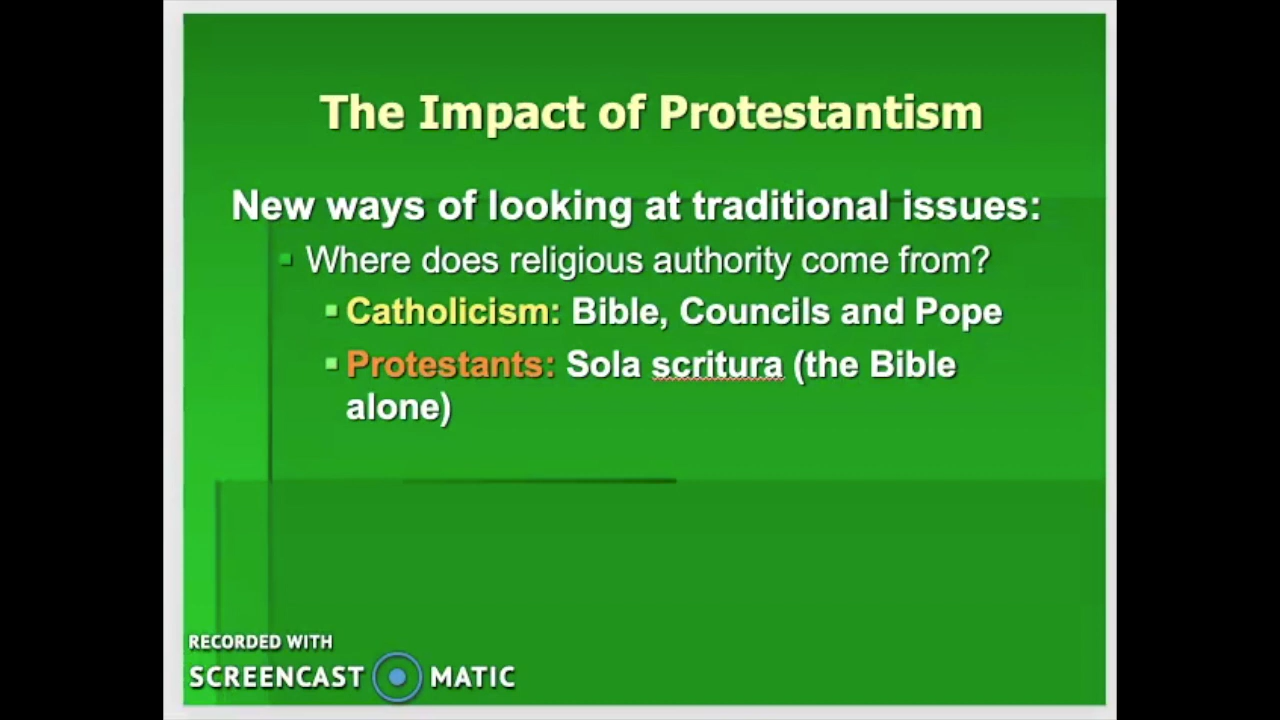 The Impact of Protestantism
New ways of looking at traditional issues:
Where does religious authority come from?
Catholicism: Bible, Councils and Pope
Protestants: Sola scritura (the Bible
alone)
RECORDED WITH
SCREENCAST MATIC